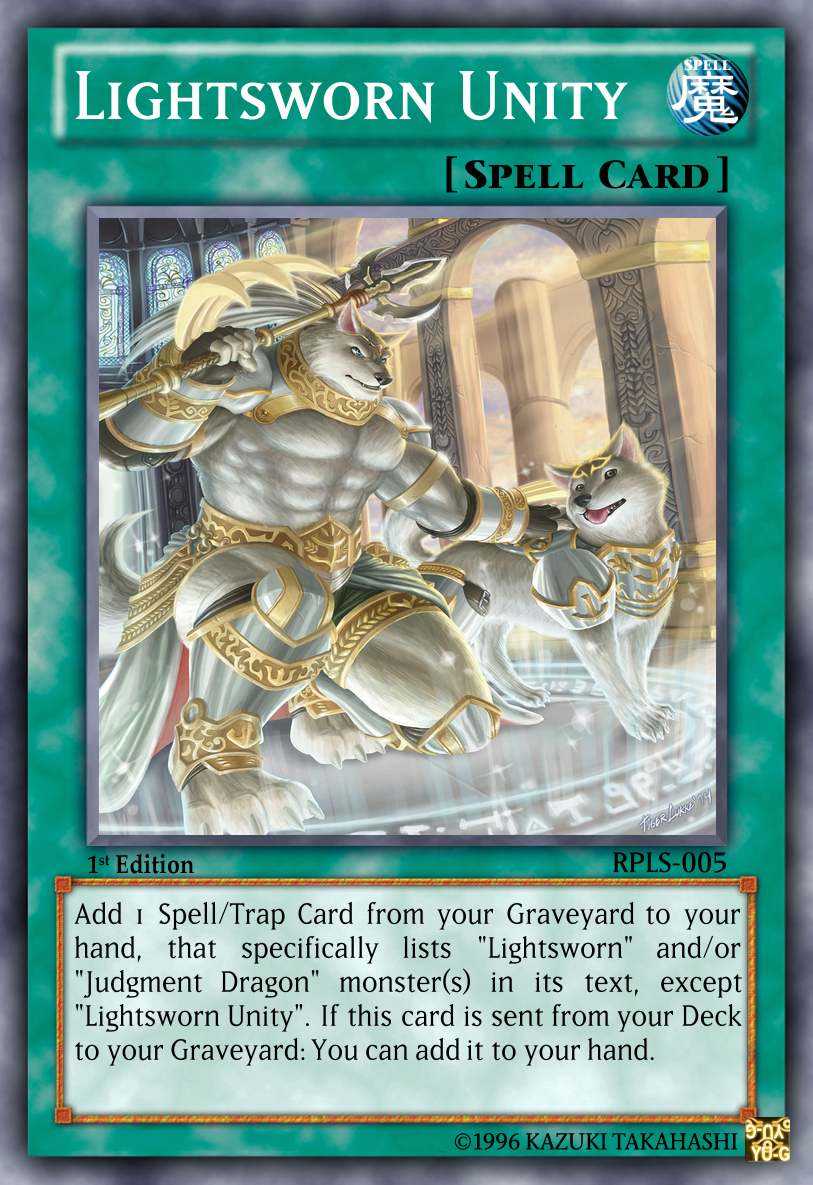 Lightsworn Unity
SPELL
魔
[Spell Card]
Tiger Lukke '14
1st Edition
RPLS-005
Add 1 Spell/Trap Card from your Graveyard to your
hand, that specifically lists "Lightsworn" and/or
"Judgment Dragon" monster(s) in its text, except
"Lightsworn Unity". If this card is sent from your Deck
to your Graveyard: You can add it to your hand.
©1996 KAZUKI TAKAHASHI